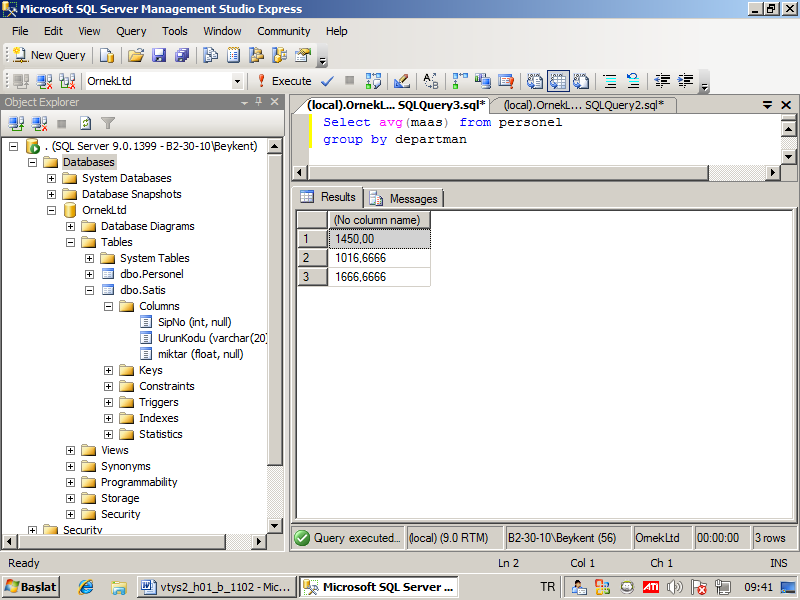 Microsoft SQL Server Management Studio Express
File Edit View Query Tools Window Community Help
New Query
OrnekLtd Execute
Object Explorer
(local).OrnekL... SQLQuery3.sql* (local).OrnekL... SQLQuery2.sql*
Select avg(maas) from personel
group by departman
. (SQL Server 9.0.1399 - B2-30-10\Beykent)
Databases
System Databases
Database Snapshots
OrnekLtd
Database Diagrams
Tables
System Tables
dbo.Personel
dbo.Satis
Columns
SipNo (int, null)
UrunKodu (varchar(20)
miktar (float, null)
Keys
Constraints
Triggers
Indexes
Statistics
Views
Synonyms
Programmability
Storage
Security
Security
Results Messages
(No column name)
1 1450,00
2 1016,6666
3 1666,6666
Query executed... (local) (9.0 RTM) B2-30-10\Beykent (56) OrnekLtd 00:00:00 3 rows
Ready Ln 2 Col 1 Ch 1 INS
Başlat vtys2_h01_b_1102 - Mic... Microsoft SQL Server ... TR ATI 09:41